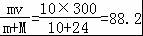 mv/m+M = 10×300/10+24 = 88.2